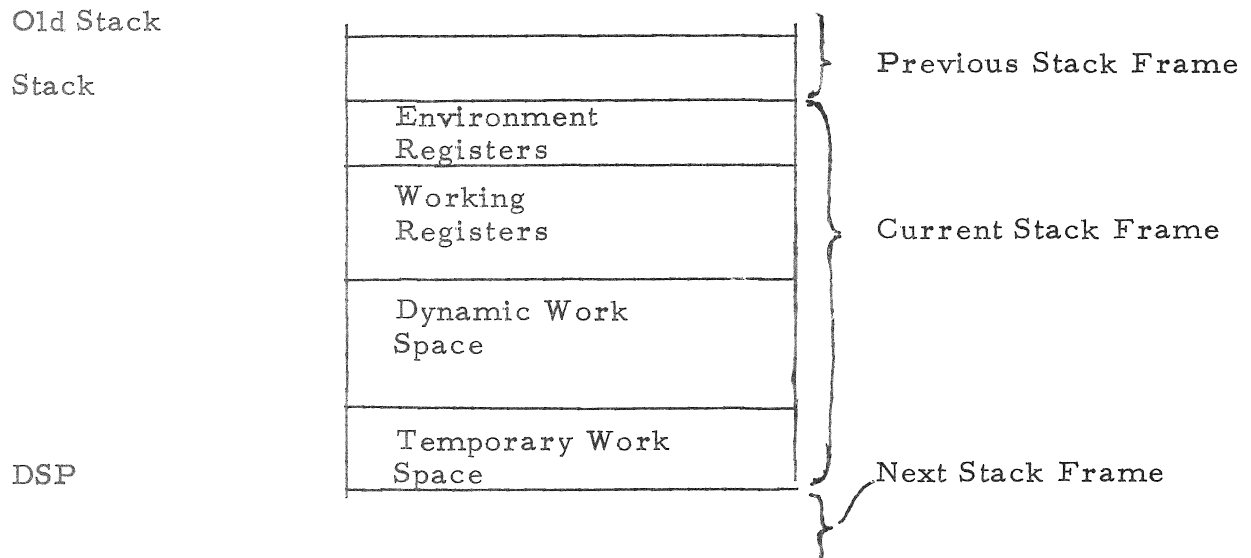 Old Stack
Previous Stack Frame
Stack
Environment
Registers
Working
Registers
Current Stack Frame
Dynamic Work
Space
Temporary Work
Space
DSP
Next Stack Frame